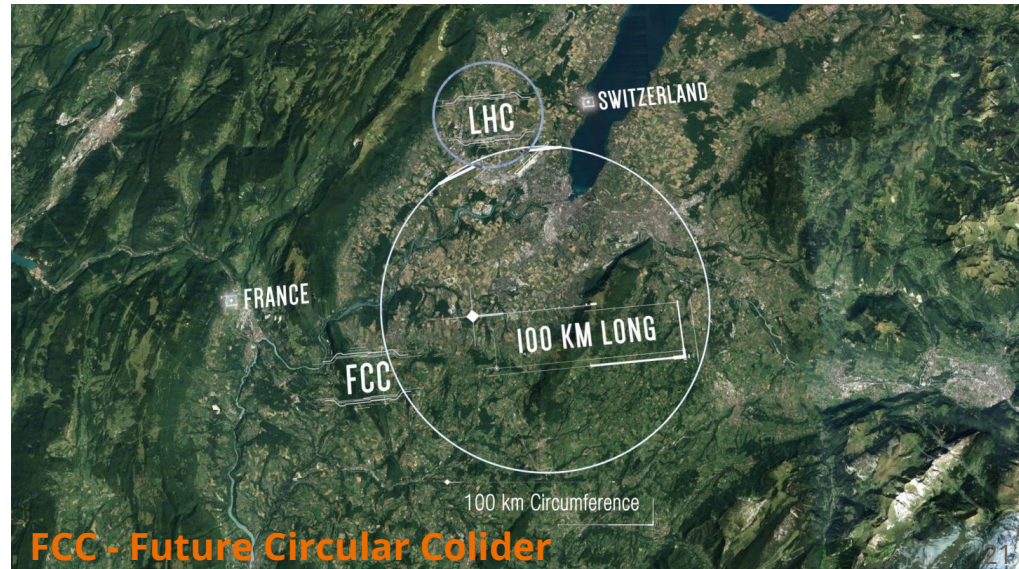 LHC
SWITZERLAND
FRANCE
100 KM LONG
FCC
100 km Circumference
FCC - Future Circular Colider
21